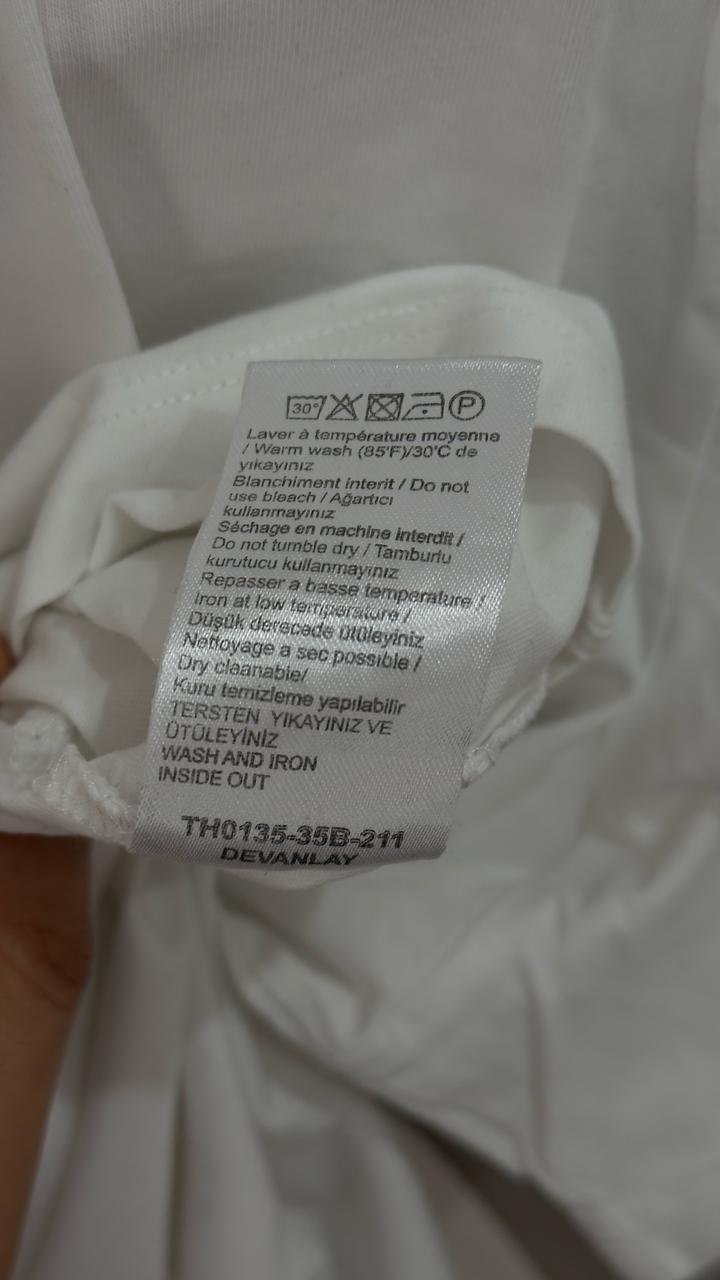 30° P
Laver à température moyenne
/ Warm wash (85°F)/30°C de
yıkayınız
Blanchiment interit / Do not
use bleach / Ağartıcı
kullanmayınız
Séchage en machine interdit /
Do not tumble dry / Tamburlu
kurutucu kullanmayınız
Repasser a basse temperature /
Iron at low temperature /
Düşük derecede ütüleyiniz
Nettoyage a sec possible /
Dry cleanable/
Kuru temizleme yapılabilir
TERSTEN YIKAYINIZ VE
ÜTÜLEYİNİZ
WASH AND IRON
INSIDE OUT
TH0135-35B-211
DEVANLAY